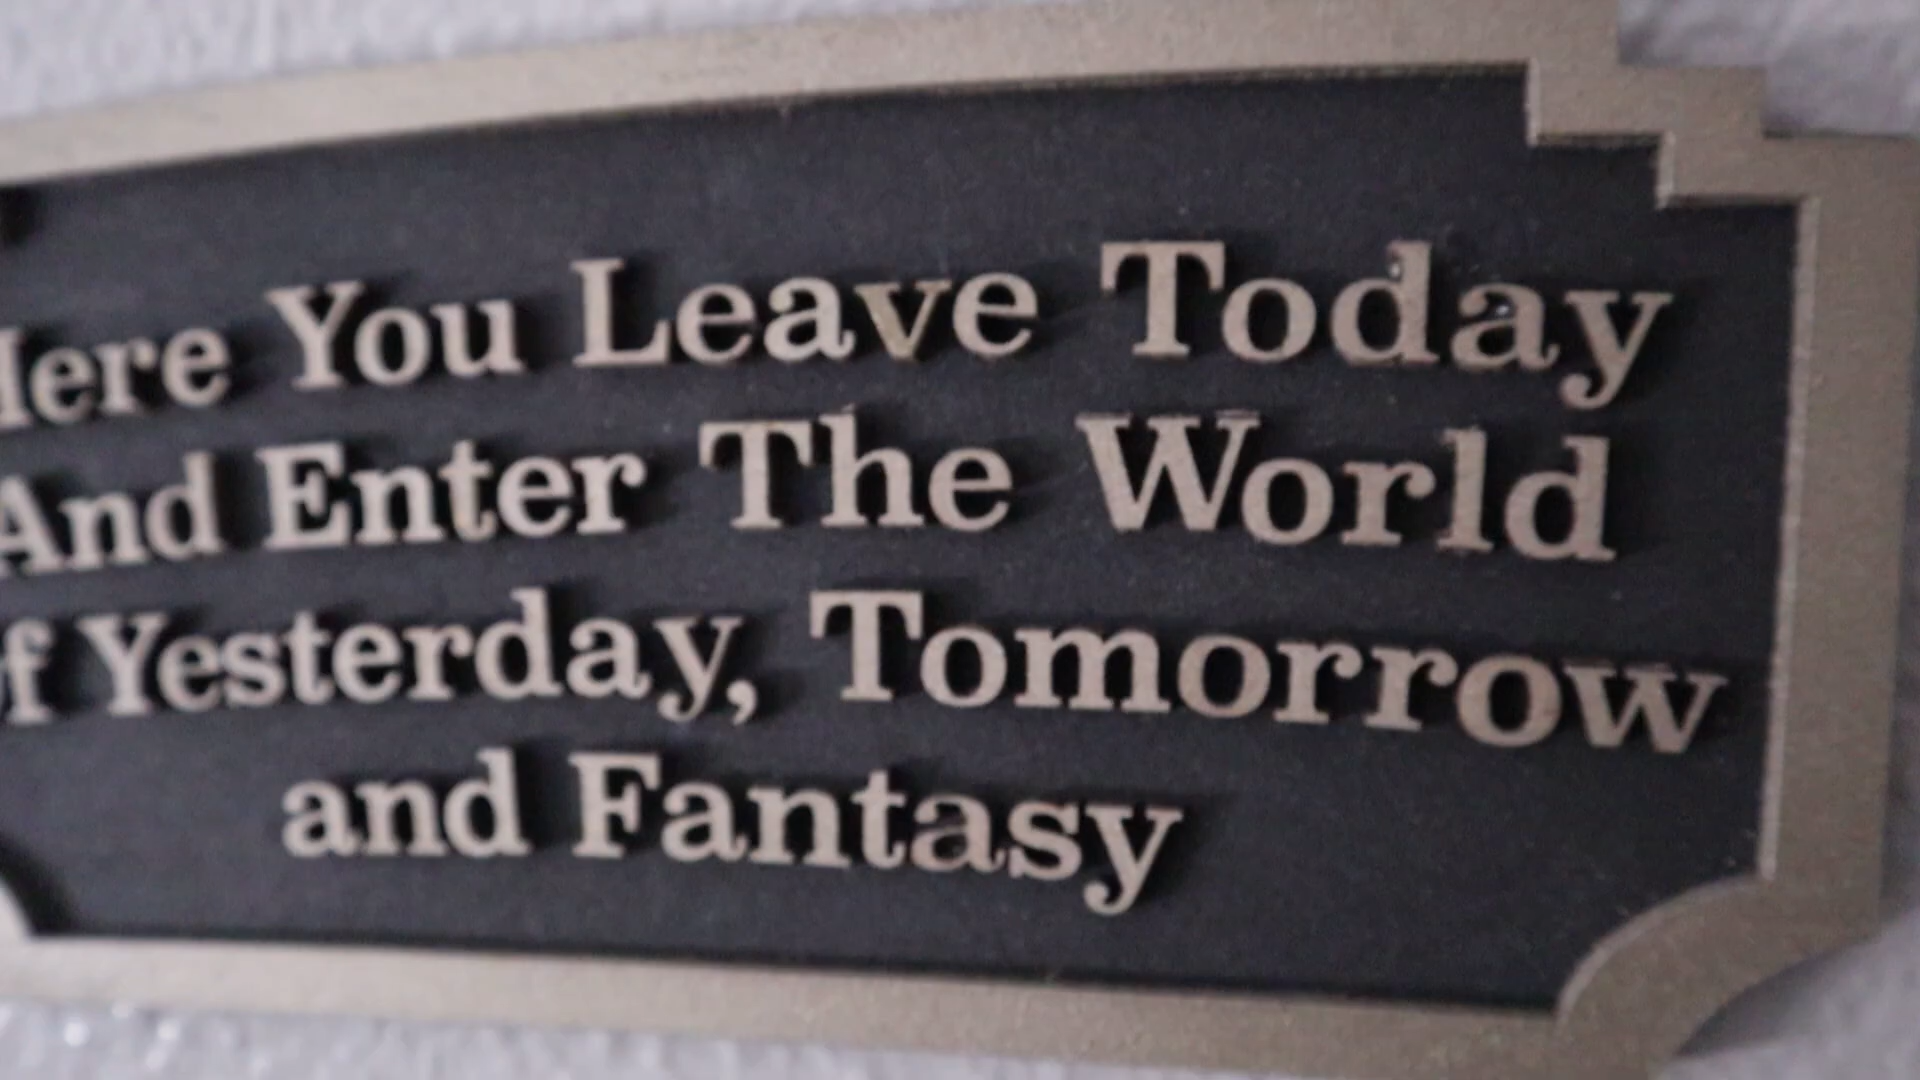 Here You Leave Today
And Enter The World
Of Yesterday, Tomorrow
and Fantasy